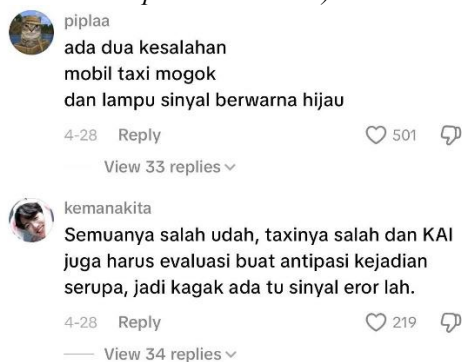 piplaa
ada dua kesalahan
mobil taxi mogok
dan lampu sinyal berwarna hijau
4-28 Reply 501
View 33 replies
kemanakita
Semuanya salah udah, taxinya salah dan KAI
juga harus evaluasi buat antipasi kejadian
serupa, jadi kagak ada tu sinyal eror lah.
4-28 Reply 219
View 34 replies